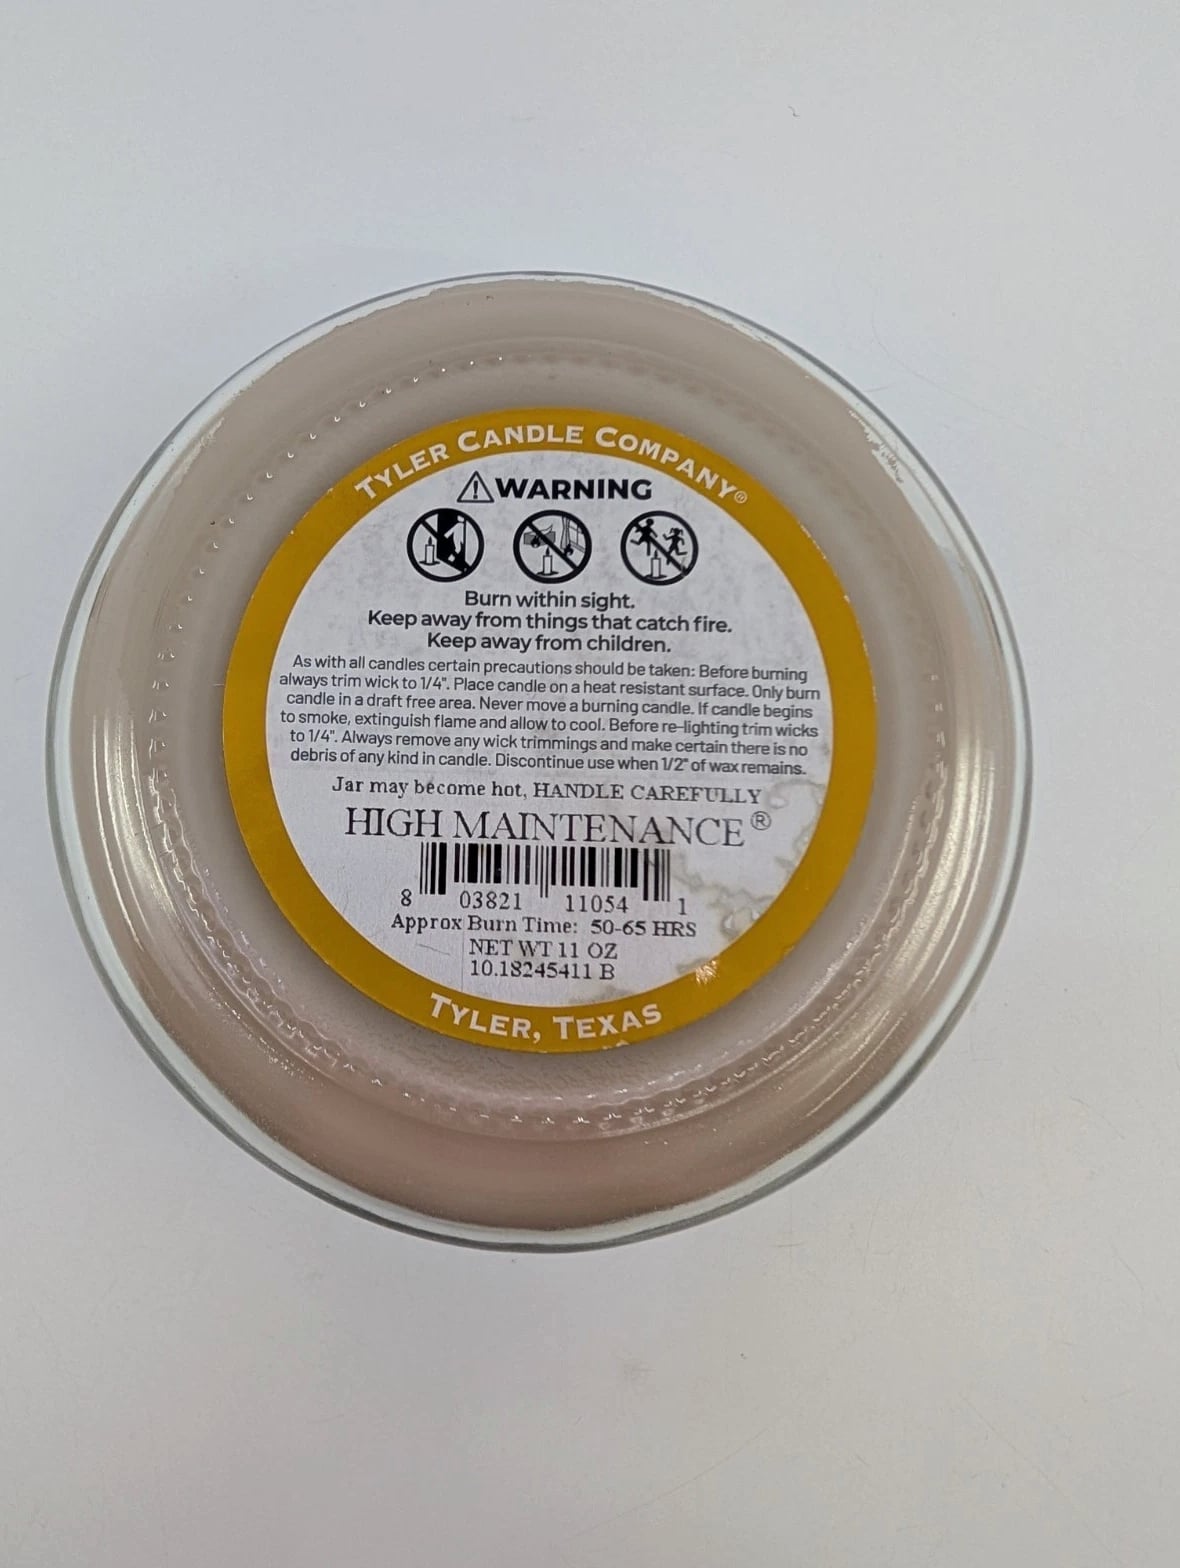 TYLER CANDLE COMPANY®
WARNING
Burn within sight.
Keep away from things that catch fire.
Keep away from children.
As with all candles certain precautions should be taken: Before burning
always trim wick to 1/4". Place candle on a heat resistant surface. Only burn
candle in a draft free area. Never move a burning candle. If candle begins
to smoke, extinguish flame and allow to cool. Before re-lighting trim wicks
to 1/4". Always remove any wick trimmings and make certain there is no
debris of any kind in candle. Discontinue use when 1/2" of wax remains.
Jar may become hot, HANDLE CAREFULLY
HIGH MAINTENANCE®
8 03821 11054 1
Approx Burn Time: 50-65 HRS
NET WT 11 OZ
10.18245411 B
TYLER, TEXAS